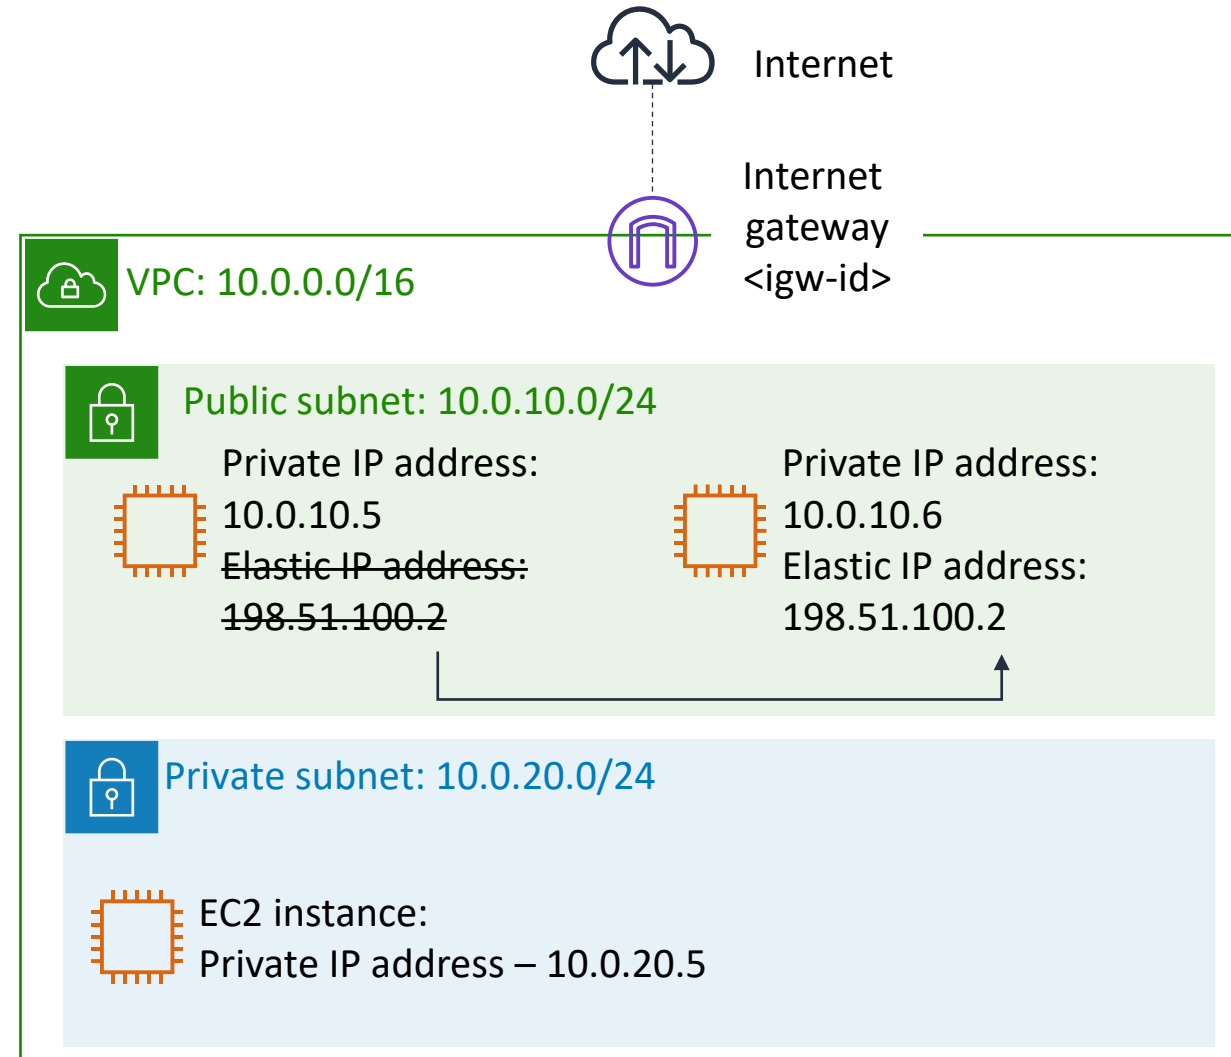 Internet
Internet
gateway
<igw-id>
VPC: 10.0.0.0/16
Public subnet: 10.0.10.0/24
Private IP address:
10.0.10.5
Elastic IP address:
198.51.100.2
Private IP address:
10.0.10.6
Elastic IP address:
198.51.100.2
Private subnet: 10.0.20.0/24
EC2 instance:
Private IP address – 10.0.20.5